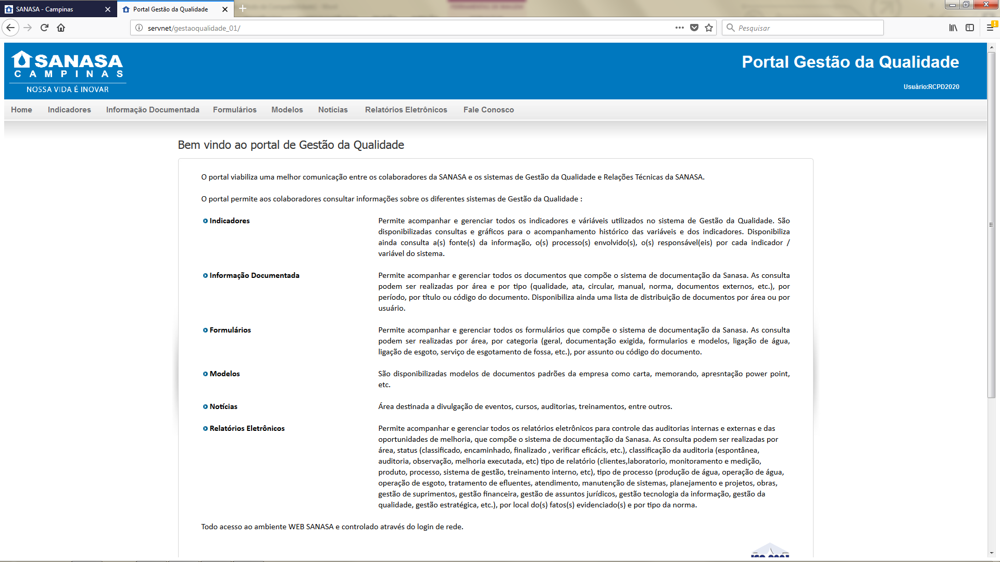 SANASA - Campinas
Portal Gestão da Qualidade
servnet/gestaoqualidade_01/
Pesquisar
SANASA
CAMPINAS
NOSSA VIDA É INOVAR
Portal Gestão da Qualidade
Usuário:RCPD2020
Home Indicadores Informação Documentada Formulários Modelos Notícias Relatórios Eletrônicos Fale Conosco
Bem vindo ao portal de Gestão da Qualidade
O portal viabiliza uma melhor comunicação entre os colaboradores da SANASA e os sistemas de Gestão da Qualidade e Relações Técnicas da SANASA.
O portal permite aos colaboradores consultar informações sobre os diferentes sistemas de Gestão da Qualidade :
Indicadores
Permite acompanhar e gerenciar todos os indicadores e váriáveis utilizados no sistema de Gestão da Qualidade. São
disponibilizadas consultas e gráficos para o acompanhamento histórico das variáveis e dos indicadores. Disponibiliza
ainda consulta a(s) fonte(s) da informação, o(s) processo(s) envolvido(s), o(s) responsável(eis) por cada indicador /
variável do sistema.
Informação Documentada
Permite acompanhar e gerenciar todos os documentos que compõe o sistema de documentação da Sanasa. As consulta
podem ser realizadas por área e por tipo (qualidade, ata, circular, manual, norma, documentos externos, etc.), por
período, por título ou código do documento. Disponibiliza ainda uma lista de distribuição de documentos por área ou por
usuário.
Formulários
Permite acompanhar e gerenciar todos os formulários que compõe o sistema de documentação da Sanasa. As consulta
podem ser realizadas por área, por categoria (geral, documentação exigida, formularios e modelos, ligação de água,
ligação de esgoto, serviço de esgotamento de fossa, etc.), por assunto ou código do documento.
Modelos
São disponibilizadas modelos de documentos padrões da empresa como carta, memorando, apresntação power point,
etc.
Notícias
Área destinada a divulgação de eventos, cursos, auditorias, treinamentos, entre outros.
Relatórios Eletrônicos
Permite acompanhar e gerenciar todos os relatórios eletrônicos para controle das auditorias internas e externas e das
oportunidades de melhoria, que compõe o sistema de documentação da Sanasa. As consulta podem ser realizadas por
área, status (classificado, encaminhado, finalizado , verificar eficácis, etc.), classificação da auditoria (espontânea,
auditoria, observação, melhoria executada, etc) tipo de relatório (clientes,laboratorio, monitoramento e medição,
produto, processo, sistema de gestão, treinamento interno, etc), tipo de processo (produção de água, operação de água,
operação de esgoto, tratamento de efluentes, atendimento, manutenção de sistemas, planejamento e projetos, obras,
gestão de suprimentos, gestão financeira, gestão de assuntos jurídicos, gestão tecnologia da informação, gestão da
qualidade, gestão estratégica, etc.), por local do(s) fatos(s) evidenciado(s) e por tipo da norma.
Todo acesso ao ambiente WEB SANASA e controlado através do login de rede.